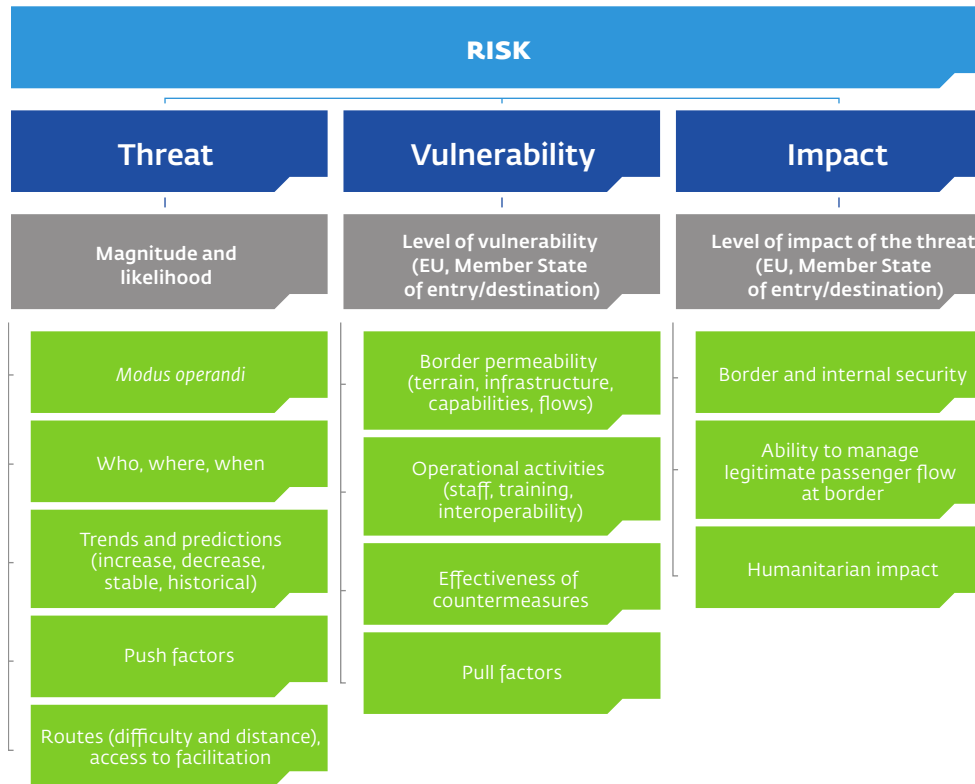 RISK
Threat
Vulnerability
Impact
Magnitude and
likelihood
Level of vulnerability
(EU, Member State
of entry/destination)
Level of impact of the threat
(EU, Member State
of entry/destination)
Modus operandi
Who, where, when
Trends and predictions
(increase, decrease,
stable, historical)
Push factors
Routes (difficulty and distance),
access to facilitation
Border permeability
(terrain, infrastructure,
capabilities, flows)
Operational activities
(staff, training,
interoperability)
Effectiveness of
countermeasures
Pull factors
Border and internal security
Ability to manage
legitimate passenger flow
at border
Humanitarian impact